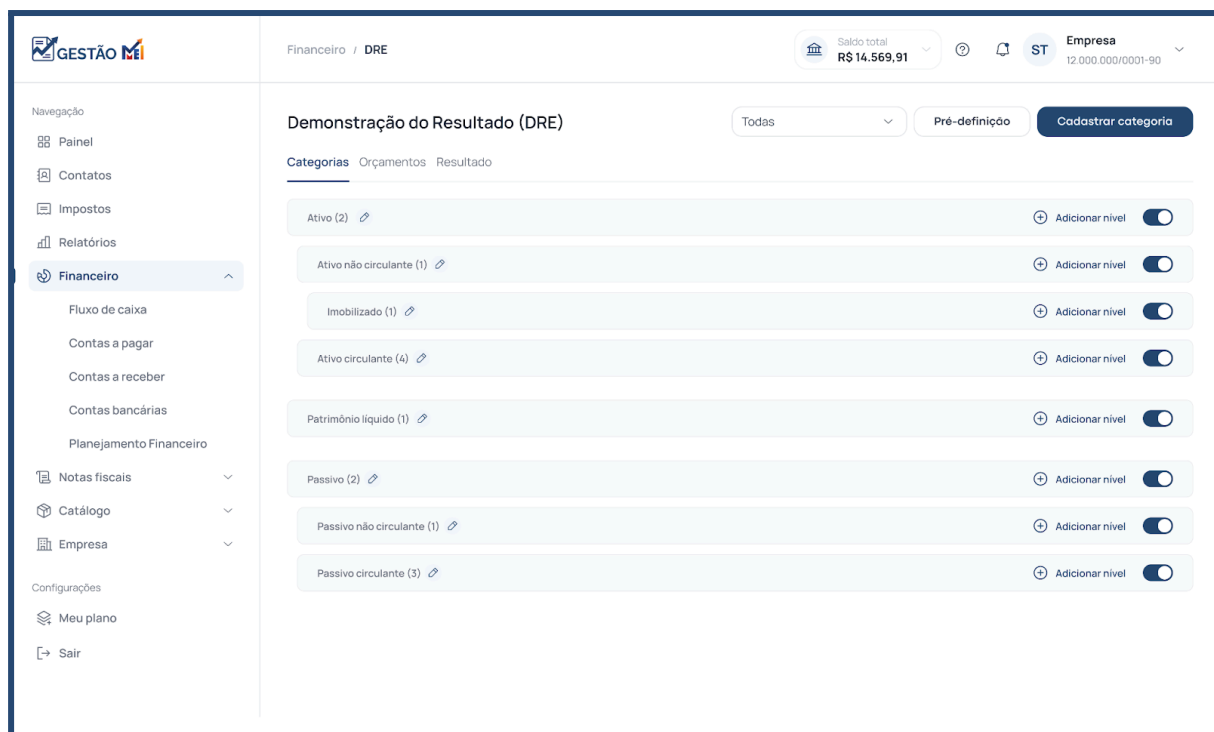 GESTÃO MEI
Financeiro / DRE
Saldo total
R$ 14.569,91
ST
Empresa
12.000.000/0001-90
Navegação
Painel
Contatos
Impostos
Relatórios
Financeiro
Fluxo de caixa
Contas a pagar
Contas a receber
Contas bancárias
Planejamento Financeiro
Notas fiscais
Catálogo
Empresa
Configurações
Meu plano
Sair
Demonstração do Resultado (DRE)
Todas
Pré-definição
Cadastrar categoria
Categorias Orçamentos Resultado
Ativo (2) Adicionar nível
Ativo não circulante (1) Adicionar nível
Imobilizado (1) Adicionar nível
Ativo circulante (4) Adicionar nível
Patrimônio líquido (1) Adicionar nível
Passivo (2) Adicionar nível
Passivo não circulante (1) Adicionar nível
Passivo circulante (3) Adicionar nível